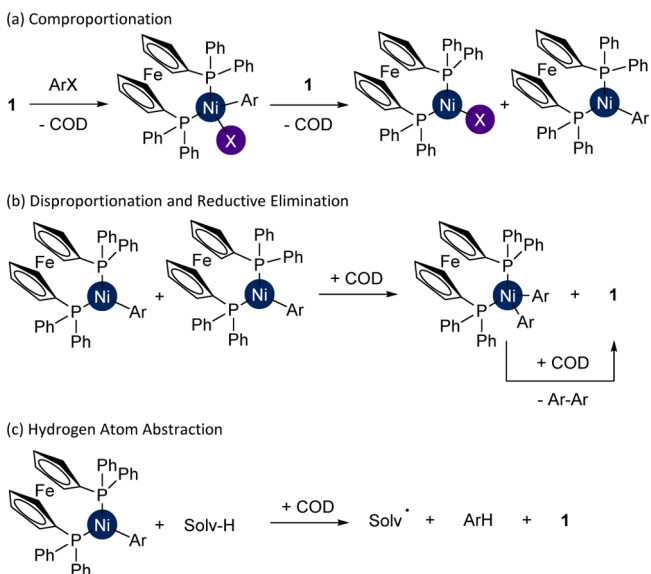 (a) Comproportionation
1
ArX
- COD
Fe
Ph
Ph
P
Ni
Ar
P
X
Ph
Ph
1
- COD
Fe
Ph
Ph
P
Ni
P
X
Ph
Ph
+
Fe
Ph
P
Ph
Ni
P
Ar
Ph
Ph
(b) Disproportionation and Reductive Elimination
Fe
Ph
Ph
P
Ni
P
Ar
Ph
Ph
+
Fe
Ph
P
Ph
Ni
P
Ar
Ph
Ph
+ COD
Fe
Ph
Ph
P
Ni
Ar
P
Ar
Ph
Ph
+ 1
+ COD
- Ar-Ar
(c) Hydrogen Atom Abstraction
Fe
Ph
Ph
P
Ni
P
Ar
Ph
Ph
+ Solv-H
+ COD
Solv• + ArH + 1